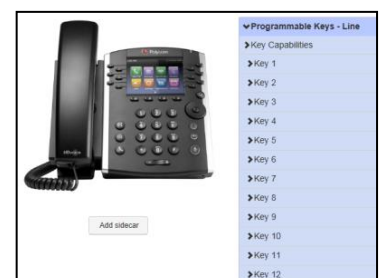 Polycom
Add sidecar
Programmable Keys - Line
Key Capabilities
Key 1
Key 2
Key 3
Key 4
Key 5
Key 6
Key 7
Key 8
Key 9
Key 10
Key 11
Key 12